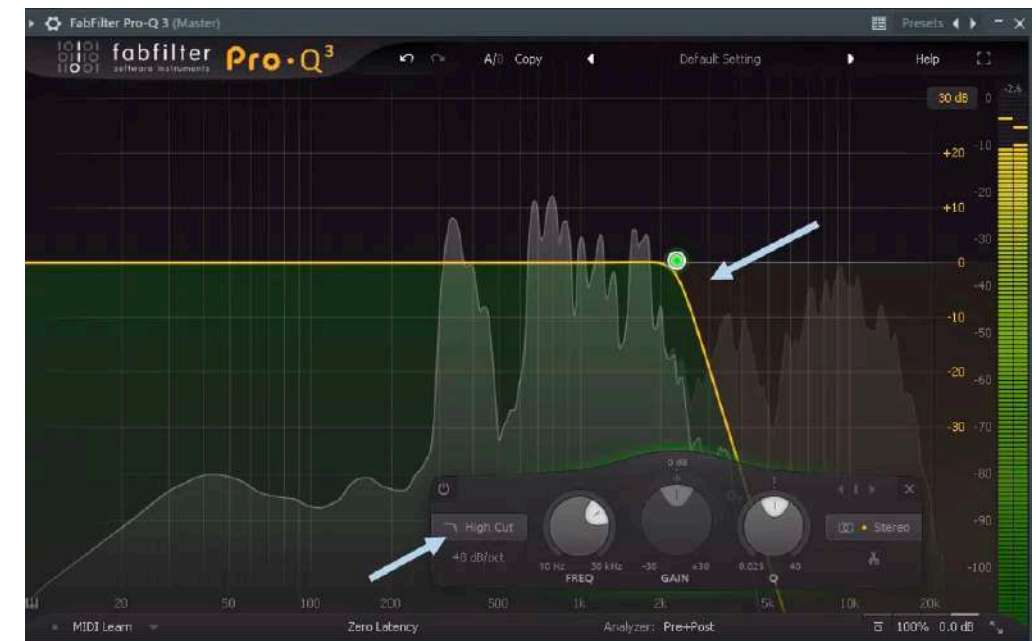 FabFilter Pro-Q 3 (Master) Presets
fabfilter Pro·Q³ A/B Copy Default Setting Help
software instruments
30 dB 0 -2.6
+20 -10
+10 -20
0 -30
-10 -40
-20 -50
-30 -60
-70
-80
-90
-100
0 dB 1
High Cut Stereo
48 dB/oct 10 Hz 30 kHz -30 +30 0.025 40
FREQ GAIN Q
20 50 100 200 500 1k 2k 5k 10k 20k
MIDI Learn Zero Latency Analyzer: Pre+Post 100% 0.0 dB